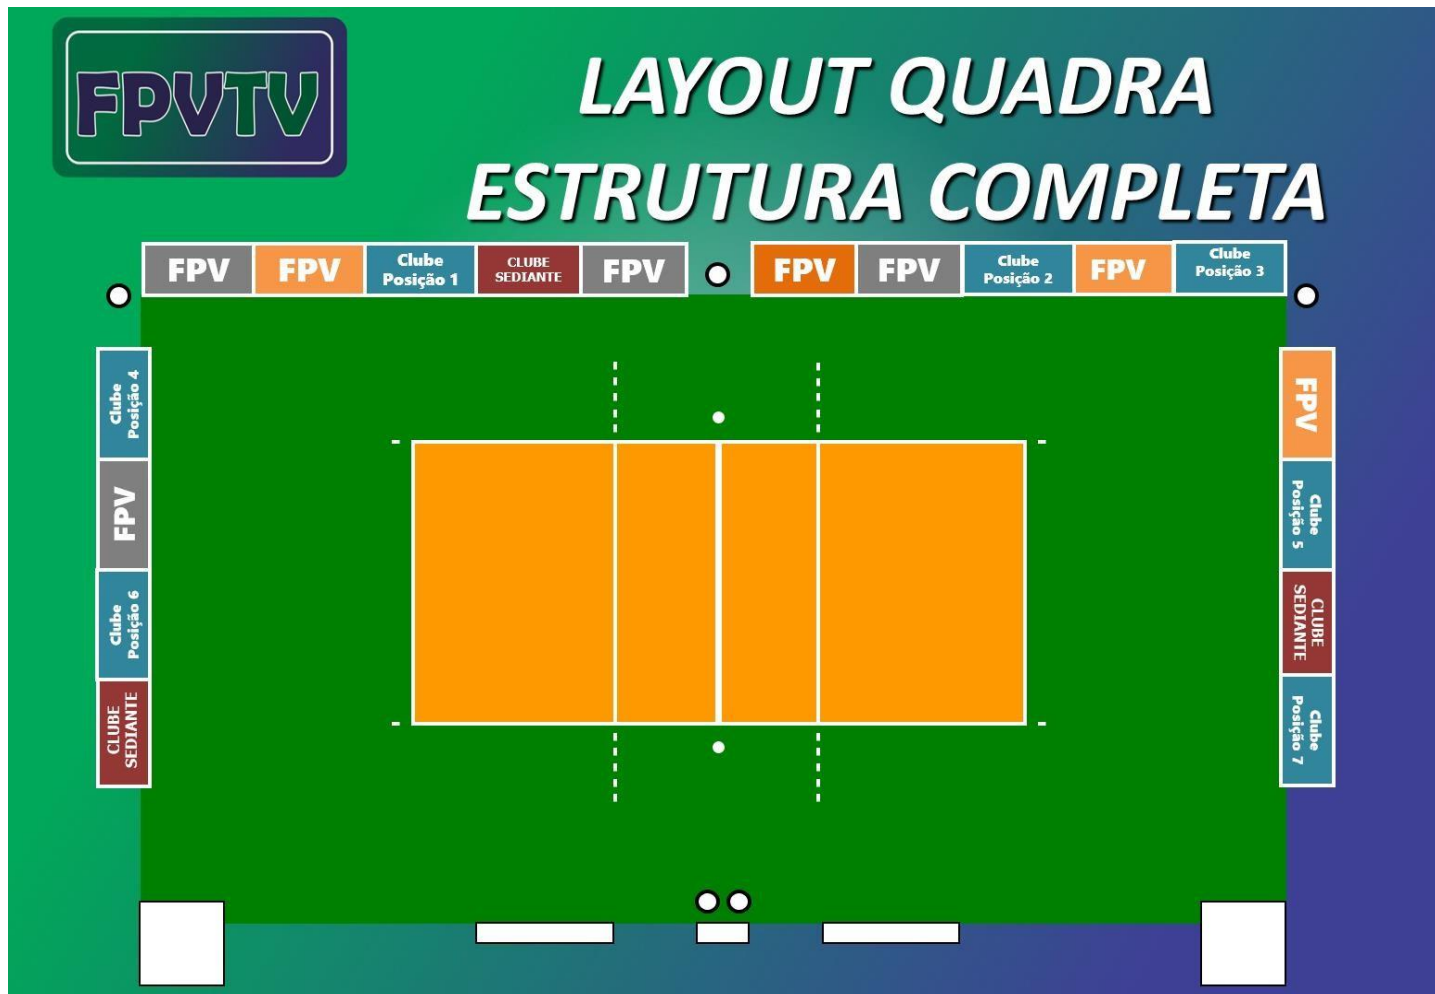 FPVTV
LAYOUT QUADRA
ESTRUTURA COMPLETA
FPV
FPV
Clube
Posição 1
CLUBE
SEDIANTE
FPV
FPV
FPV
Clube
Posição 2
FPV
Clube
Posição 3
Clube
Posição 4
FPV
Clube
Posição 6
CLUBE
SEDIANTE
FPV
Clube
Posição 5
CLUBE
SEDIANTE
Clube
Posição 7